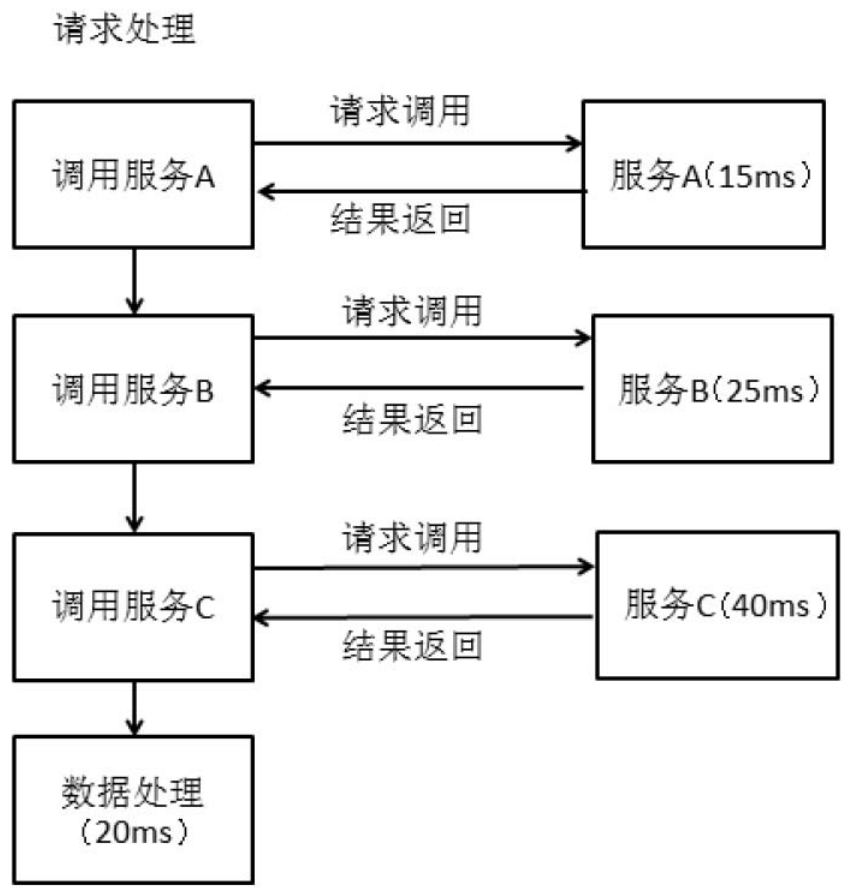 请求处理
请求调用
调用服务A
服务A(15ms)
结果返回
请求调用
调用服务B
服务B(25ms)
结果返回
请求调用
调用服务C
服务C(40ms)
结果返回
数据处理
(20ms)